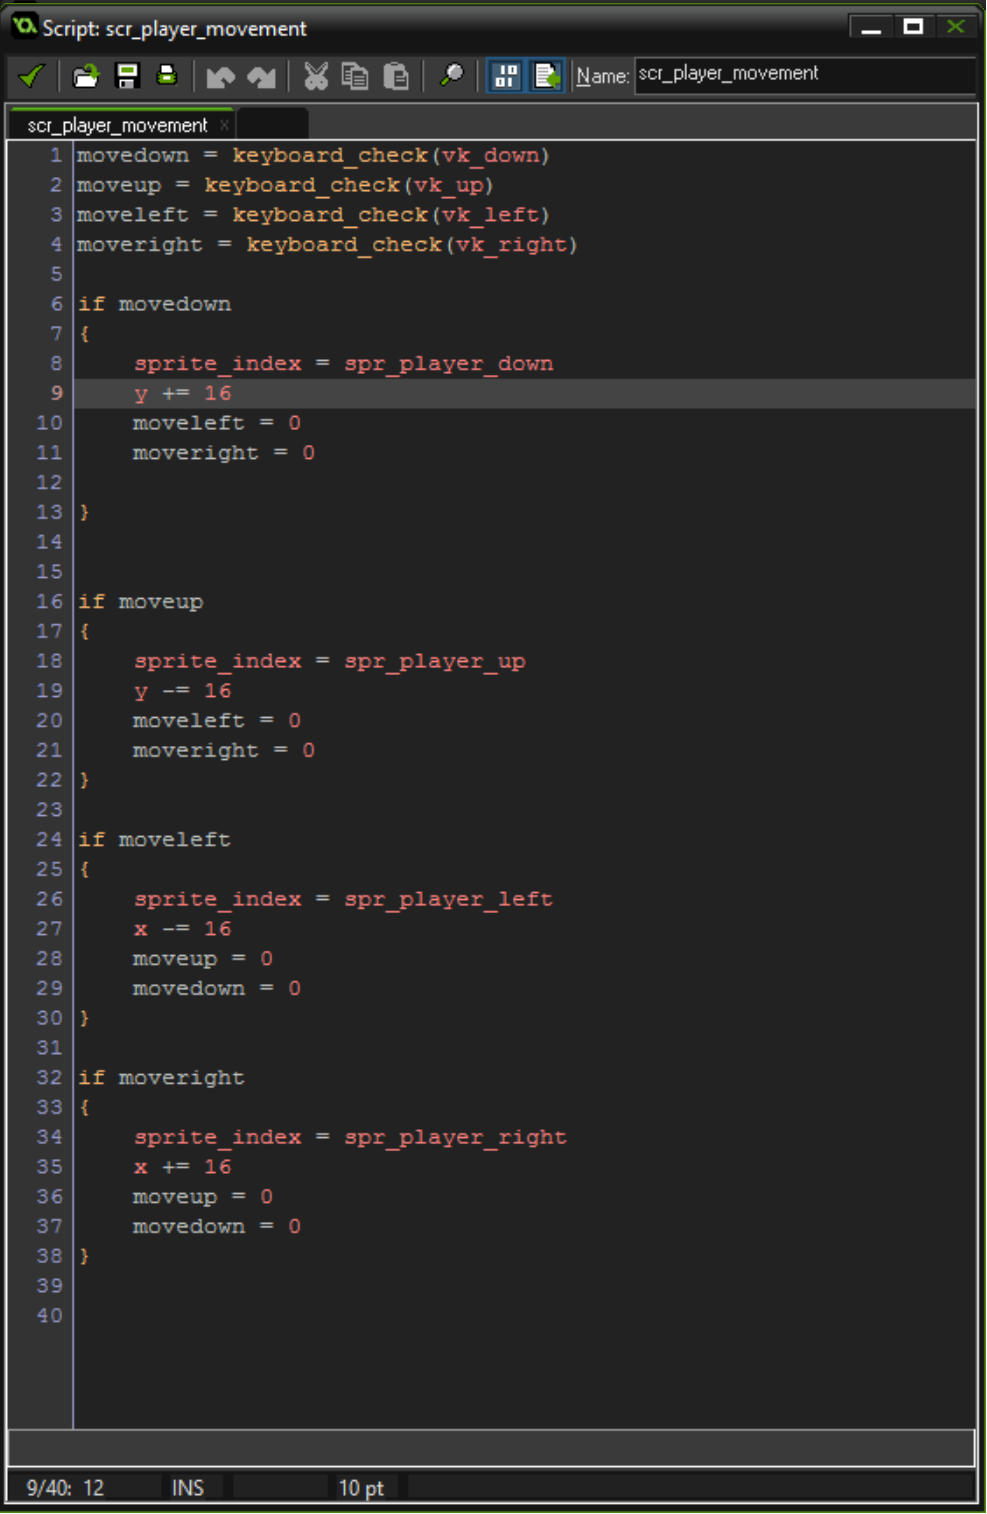 Script: scr_player_movement
Name: scr_player_movement
scr_player_movement x
1 movedown = keyboard_check(vk_down)
2 moveup = keyboard_check(vk_up)
3 moveleft = keyboard_check(vk_left)
4 moveright = keyboard_check(vk_right)
5
6 if movedown
7 {
8 sprite_index = spr_player_down
9 y += 16
10 moveleft = 0
11 moveright = 0
12
13 }
14
15
16 if moveup
17 {
18 sprite_index = spr_player_up
19 y -= 16
20 moveleft = 0
21 moveright = 0
22 }
23
24 if moveleft
25 {
26 sprite_index = spr_player_left
27 x -= 16
28 moveup = 0
29 movedown = 0
30 }
31
32 if moveright
33 {
34 sprite_index = spr_player_right
35 x += 16
36 moveup = 0
37 movedown = 0
38 }
39
40
9/40: 12 INS 10 pt